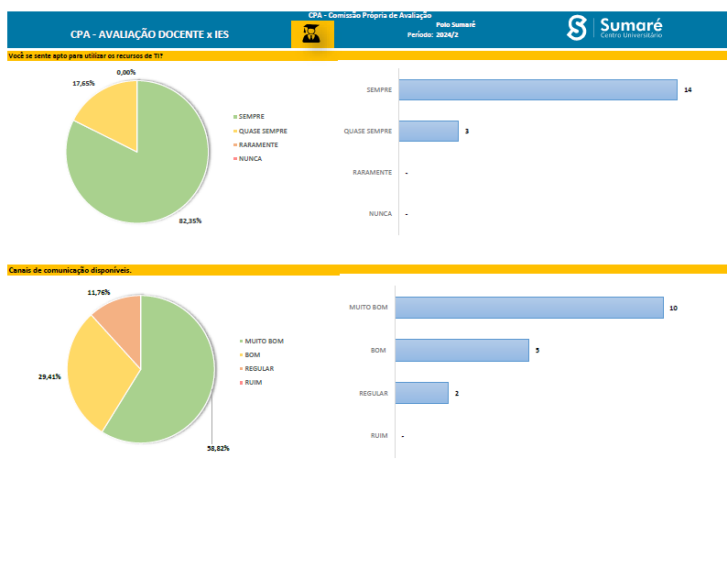 CPA - Comissão Própria de Avaliação
CPA - AVALIAÇÃO DOCENTE x IES
Polo Sumaré
Período: 2024/2
Sumaré
Centro Universitário
Você se sente apto para utilizar os recursos de TI?
0,00%
17,65%
82,35%
SEMPRE
QUASE SEMPRE
RARAMENTE
NUNCA
SEMPRE 14
QUASE SEMPRE 3
RARAMENTE -
NUNCA -
Canais de comunicação disponíveis.
11,76%
29,41%
58,82%
MUITO BOM
BOM
REGULAR
RUIM
MUITO BOM 10
BOM 5
REGULAR 2
RUIM -